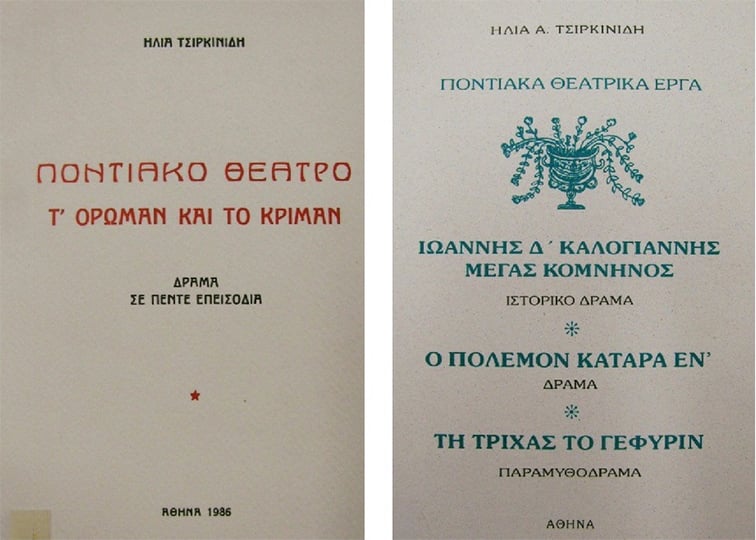 ΗΛΙΑ ΤΣΙΡΚΙΝΙΔΗ
ΠΟΝΤΙΑΚΟ ΘΕΑΤΡΟ
Τ' ΟΡΩΜΑΝ ΚΑΙ ΤΟ ΚΡΙΜΑΝ
ΔΡΑΜΑ
ΣΕ ΠΕΝΤΕ ΕΠΕΙΣΟΔΙΑ
ΑΘΗΝΑ 1986
ΗΛΙΑ Α. ΤΣΙΡΚΙΝΙΔΗ
ΠΟΝΤΙΑΚΑ ΘΕΑΤΡΙΚΑ ΕΡΓΑ
ΙΩΑΝΝΗΣ Δ΄ ΚΑΛΟΓΙΑΝΝΗΣ
ΜΕΓΑΣ ΚΟΜΝΗΝΟΣ
ΙΣΤΟΡΙΚΟ ΔΡΑΜΑ
Ο ΠΟΛΕΜΟΝ ΚΑΤΑΡΑ ΕΝ'
ΔΡΑΜΑ
ΤΗ ΤΡΙΧΑΣ ΤΟ ΓΕΦΥΡΙΝ
ΠΑΡΑΜΥΘΟΔΡΑΜΑ
ΑΘΗΝΑ